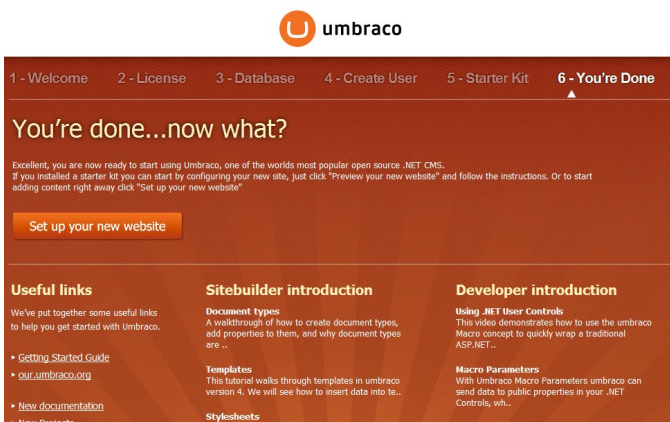 umbraco
1 - Welcome
2 - License
3 - Database
4 - Create User
5 - Starter Kit
6 - You're Done
You're done...now what?
Excellent, you are now ready to start using Umbraco, one of the worlds most popular open source .NET CMS.
If you installed a starter kit you can start by configuring your new site, just click "Preview your new website" and follow the instructions. Or to start
adding content right away click "Set up your new website"
Set up your new website
Useful links
We've put together some useful links
to help you get started with Umbraco.
Getting Started Guide
our.umbraco.org
New documentation
New Projects
Sitebuilder introduction
Document types
A walkthrough of how to create document types,
add properties to them, and why document types
are ..
Templates
This tutorial walks through templates in umbraco
version 4. We will see how to insert data into te..
Stylesheets
Developer introduction
Using .NET User Controls
This video demonstrates how to use the umbraco
Macro concept to quickly wrap a traditional
ASP.NET..
Macro Parameters
With Umbraco Macro Parameters umbraco can
send data to public properties in your .NET
Controls, wh..